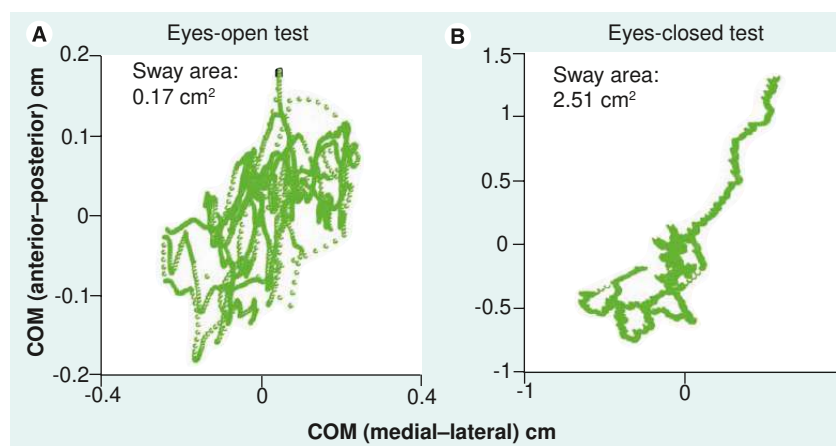 A
Eyes-open test
Sway area:
0.17 cm²
COM (anterior–posterior) cm
0.2
0.1
0
-0.1
-0.2
-0.4
0
0.4
B
Eyes-closed test
Sway area:
2.51 cm²
1.5
1
0.5
0
-0.5
-1
-1
0
COM (medial–lateral) cm